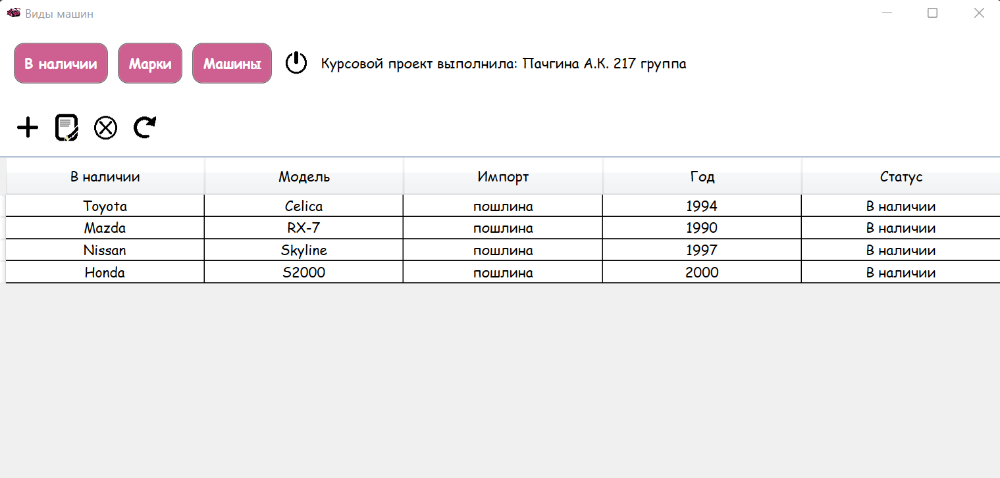 Виды машин
В наличии Марки Машины Курсовой проект выполнила: Пачгина А.К. 217 группа
В наличии Модель Импорт Год Статус
Toyota Celica пошлина 1994 В наличии
Mazda RX-7 пошлина 1990 В наличии
Nissan Skyline пошлина 1997 В наличии
Honda S2000 пошлина 2000 В наличии